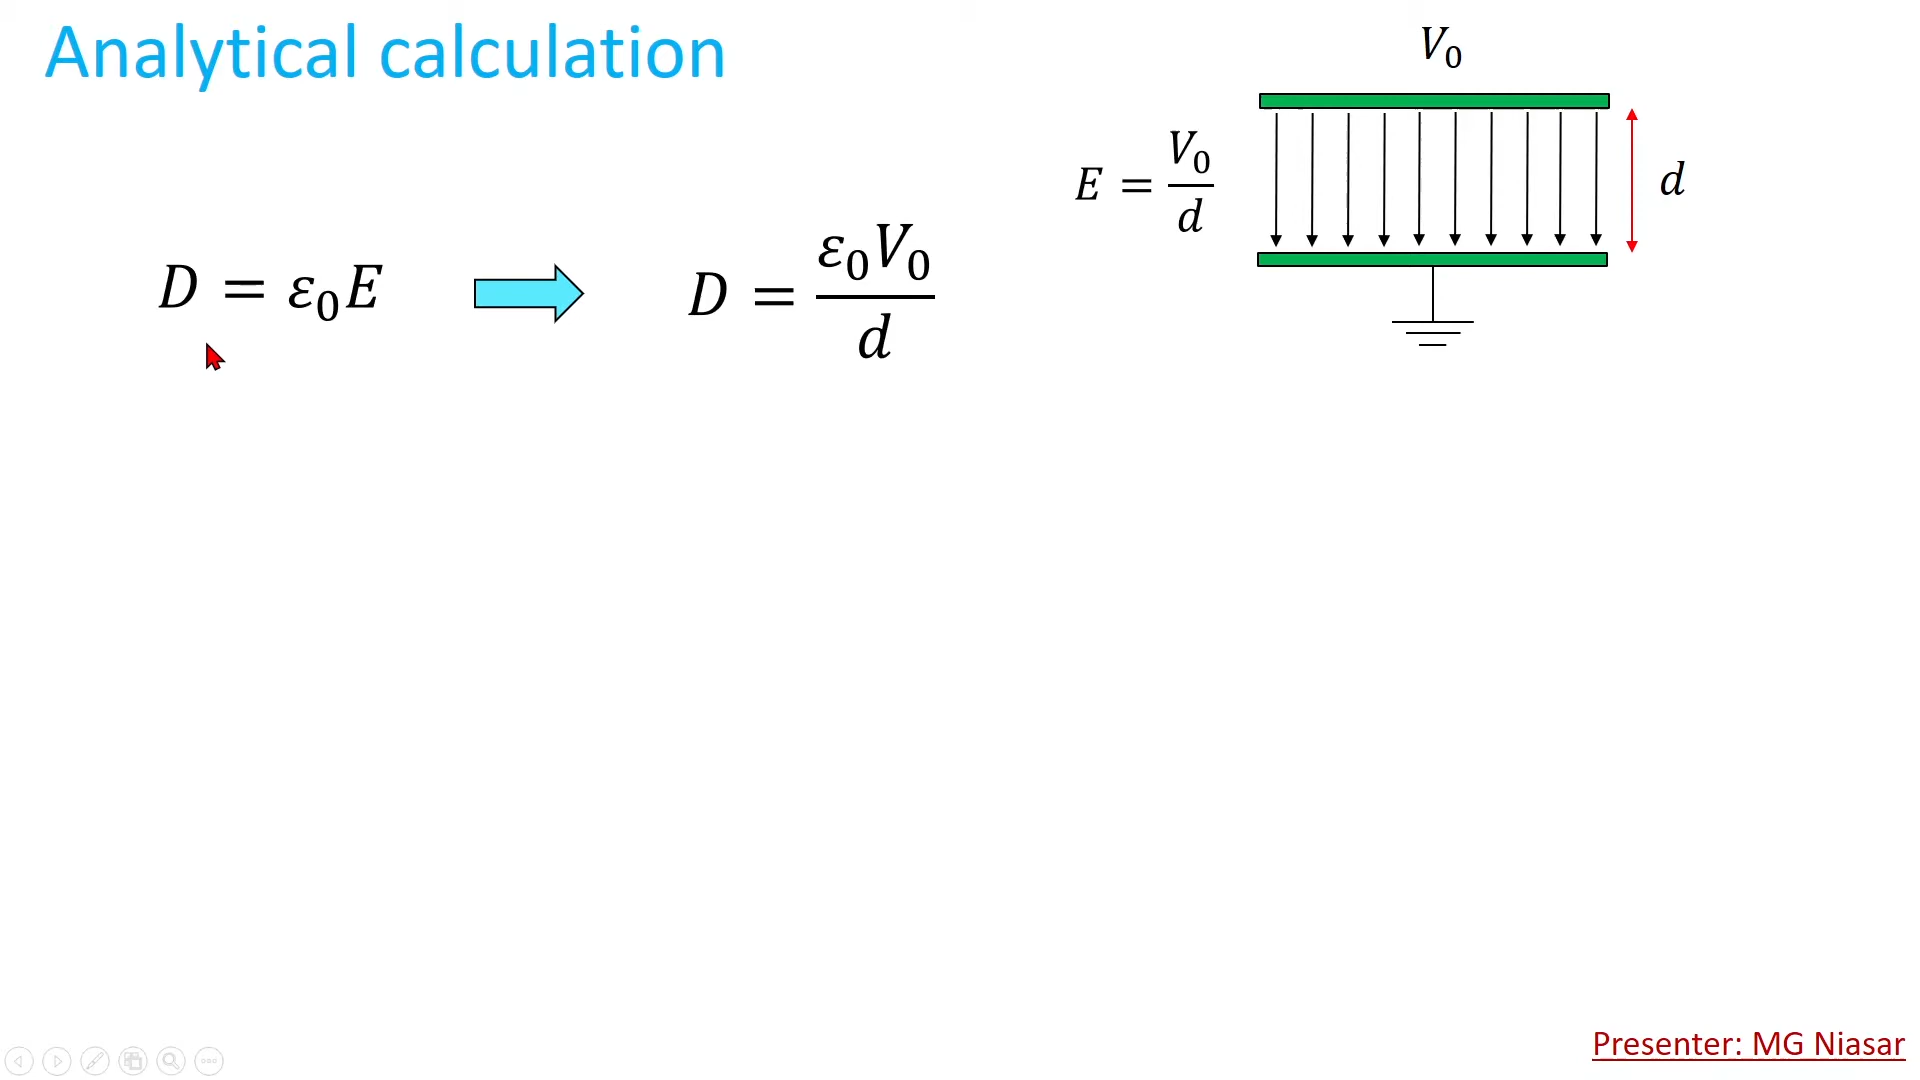 Analytical calculation
V₀
E = V₀/d
d
D = ε₀E
D = ε₀V₀/d
Presenter: MG Niasar